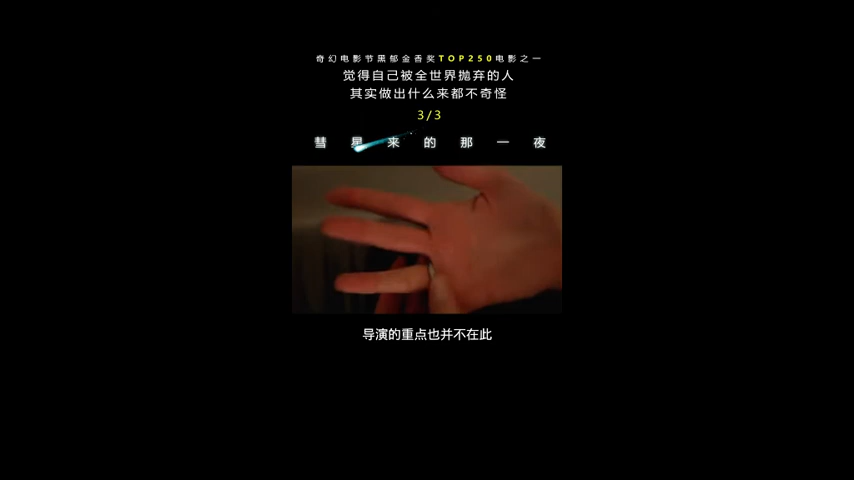 奇幻电影节黑郁金香奖TOP250电影之一
觉得自己被全世界抛弃的人
其实做出什么来都不奇怪
3/3
彗星来的那一夜
导演的重点也并不在此